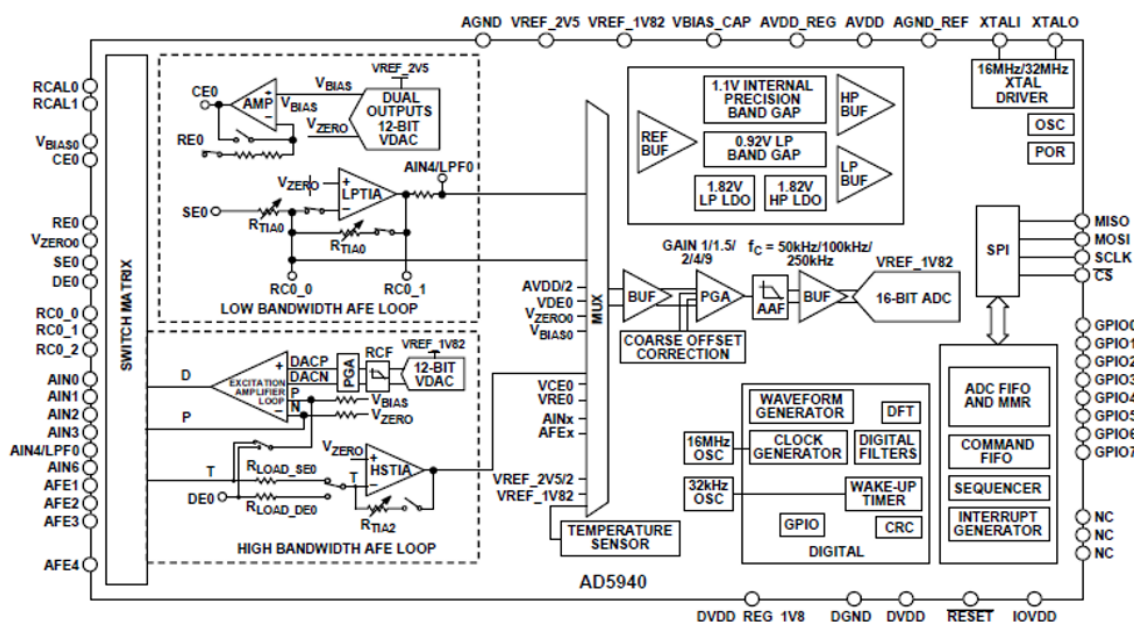 AGND VREF_2V5 VREF_1V82 VBIAS_CAP AVDD_REG AVDD AGND_REF XTALI XTALO
RCAL0
RCAL1
VBIAS0
CE0
RE0
VZERO0
SE0
DE0
RC0_0
RC0_1
RC0_2
AIN0
AIN1
AIN2
AIN3
AIN4/LPF0
AIN6
AFE1
AFE2
AFE3
AFE4
SWITCH MATRIX
VREF_2V5
CE0
AMP
VBIAS
VBIAS
DUAL
OUTPUTS
12-BIT
VDAC
VZERO
RE0
+
−
AIN4/LPF0
VZERO
+
−
LPTIA
SE0
RTIA0
RTIA0
RC0_0 RC0_1
LOW BANDWIDTH AFE LOOP
VREF_1V82
D
EXCITATION
AMPLIFIER
LOOP
DACP
DACN
P
N
+
−
PGA
RCF
12-BIT
VDAC
VBIAS
VZERO
P
T
VZERO
+
−
HSTIA
RLOAD_SE0
T
DE0
RLOAD_DE0
RTIA2
HIGH BANDWIDTH AFE LOOP
MUX
AVDD/2
VDE0
VZERO0
VBIAS0
VCE0
VRE0
AINx
AFEx
VREF_2V5/2
VREF_1V82
TEMPERATURE
SENSOR
1.1V INTERNAL
PRECISION
BAND GAP
HP
BUF
REF
BUF
0.92V LP
BAND GAP
LP
BUF
1.82V
LP LDO
1.82V
HP LDO
16MHz/32MHz
XTAL
DRIVER
OSC
POR
GAIN 1/1.5/
2/4/9
fC = 50kHz/100kHz/
250kHz
VREF_1V82
BUF
PGA
AAF
BUF
16-BIT ADC
COARSE OFFSET
CORRECTION
SPI
MISO
MOSI
SCLK
CS
GPIO0
GPIO1
GPIO2
GPIO3
GPIO4
GPIO5
GPIO6
GPIO7
NC
NC
NC
WAVEFORM
GENERATOR
DFT
16MHz
OSC
CLOCK
GENERATOR
DIGITAL
FILTERS
32kHz
OSC
WAKE-UP
TIMER
GPIO
CRC
DIGITAL
ADC FIFO
AND MMR
COMMAND
FIFO
SEQUENCER
INTERRUPT
GENERATOR
AD5940
DVDD_REG_1V8 DGND DVDD RESET IOVDD